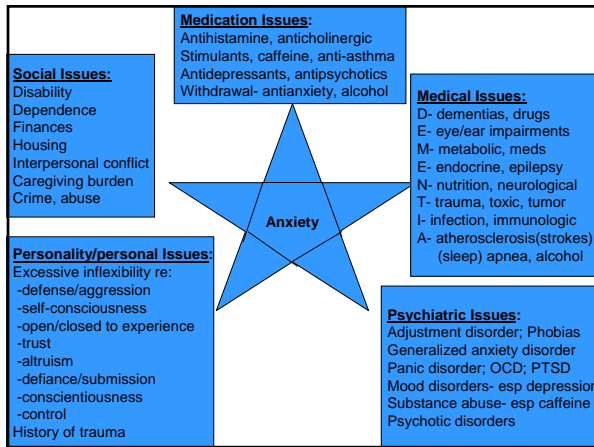 Medication Issues:
Antihistamine, anticholinergic
Stimulants, caffeine, anti-asthma
Antidepressants, antipsychotics
Withdrawal- antianxiety, alcohol
Social Issues:
Disability
Dependence
Finances
Housing
Interpersonal conflict
Caregiving burden
Crime, abuse
Medical Issues:
D- dementias, drugs
E- eye/ear impairments
M- metabolic, meds
E- endocrine, epilepsy
N- nutrition, neurological
T- trauma, toxic, tumor
I- infection, immunologic
A- atherosclerosis(strokes)
(sleep) apnea, alcohol
Anxiety
Personality/personal Issues:
Excessive inflexibility re:
-defense/aggression
-self-consciousness
-open/closed to experience
-trust
-altruism
-defiance/submission
-conscientiousness
-control
History of trauma
Psychiatric Issues:
Adjustment disorder; Phobias
Generalized anxiety disorder
Panic disorder; OCD; PTSD
Mood disorders- esp depression
Substance abuse- esp caffeine
Psychotic disorders